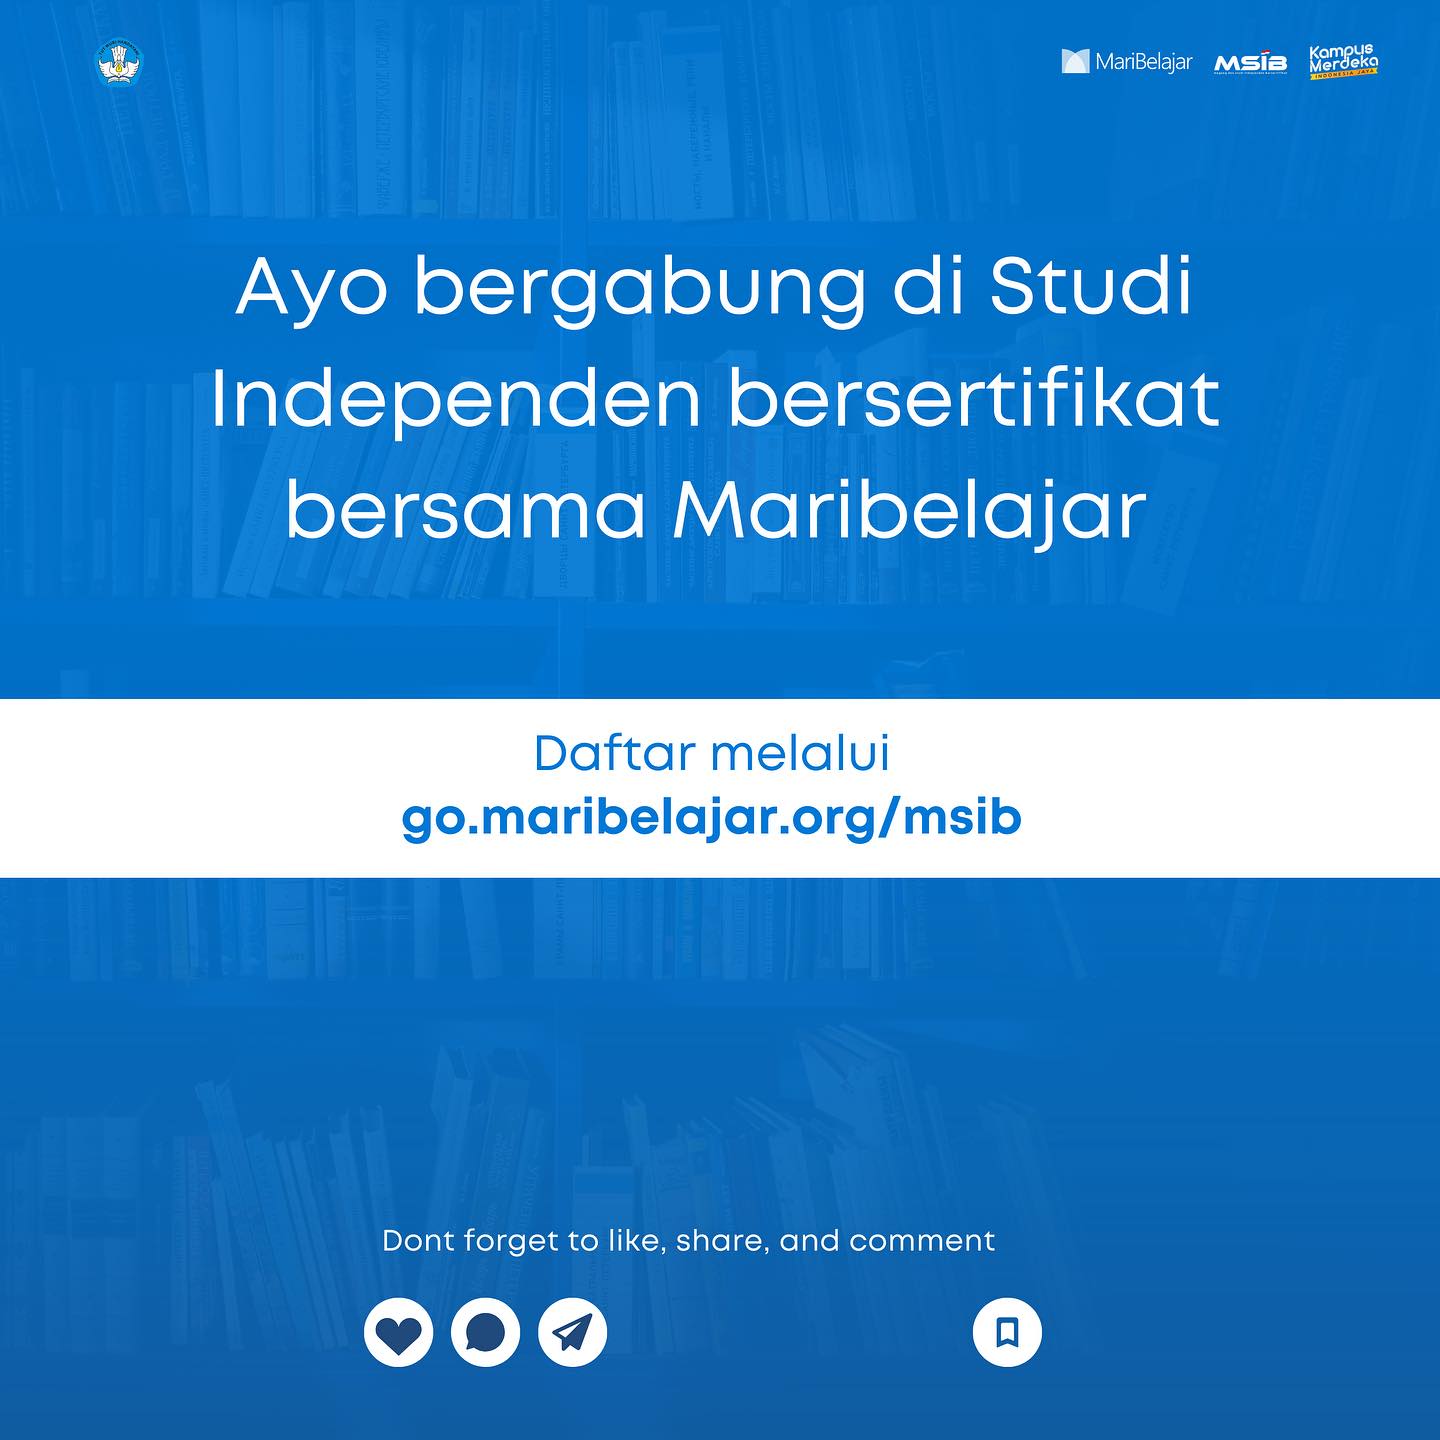 MariBelajar
MSIB
Kampus
Merdeka
INDONESIA JAYA
Ayo bergabung di Studi
Independen bersertifikat
bersama Maribelajar
Daftar melalui
go.maribelajar.org/msib
Dont forget to like, share, and comment